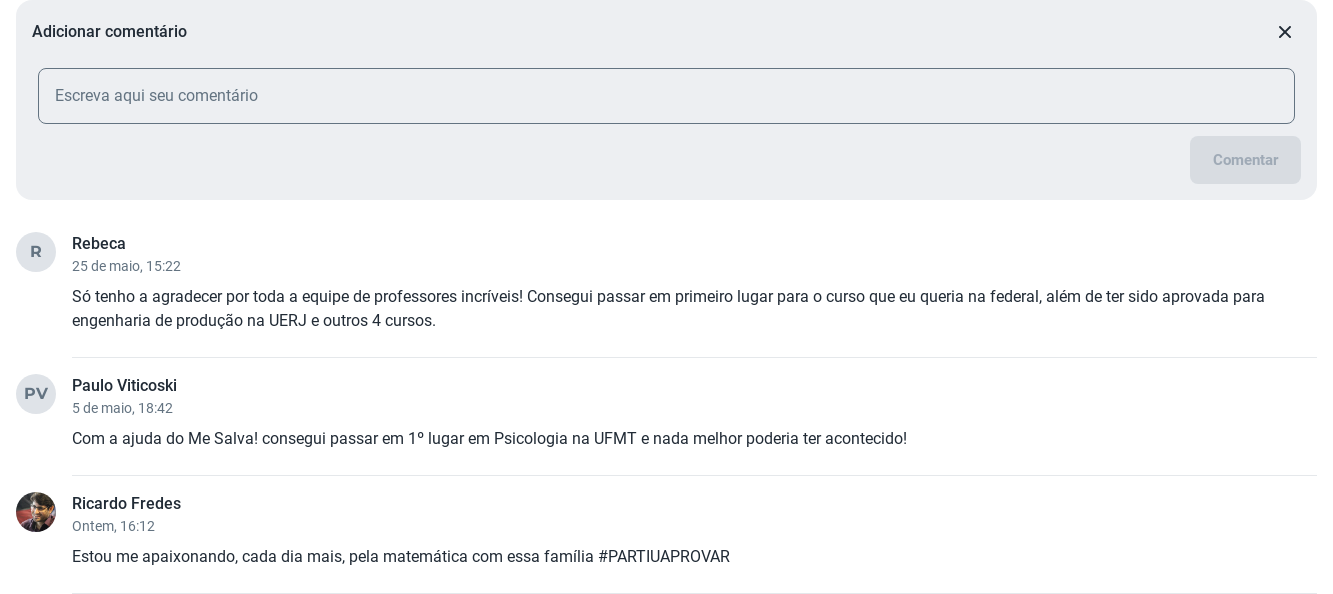 Adicionar comentário
Escreva aqui seu comentário
Comentar
R
Rebeca
25 de maio, 15:22
Só tenho a agradecer por toda a equipe de professores incríveis! Consegui passar em primeiro lugar para o curso que eu queria na federal, além de ter sido aprovada para
engenharia de produção na UERJ e outros 4 cursos.
PV
Paulo Viticoski
5 de maio, 18:42
Com a ajuda do Me Salva! consegui passar em 1º lugar em Psicologia na UFMT e nada melhor poderia ter acontecido!
Ricardo Fredes
Ontem, 16:12
Estou me apaixonando, cada dia mais, pela matemática com essa família #PARTIUAPROVAR